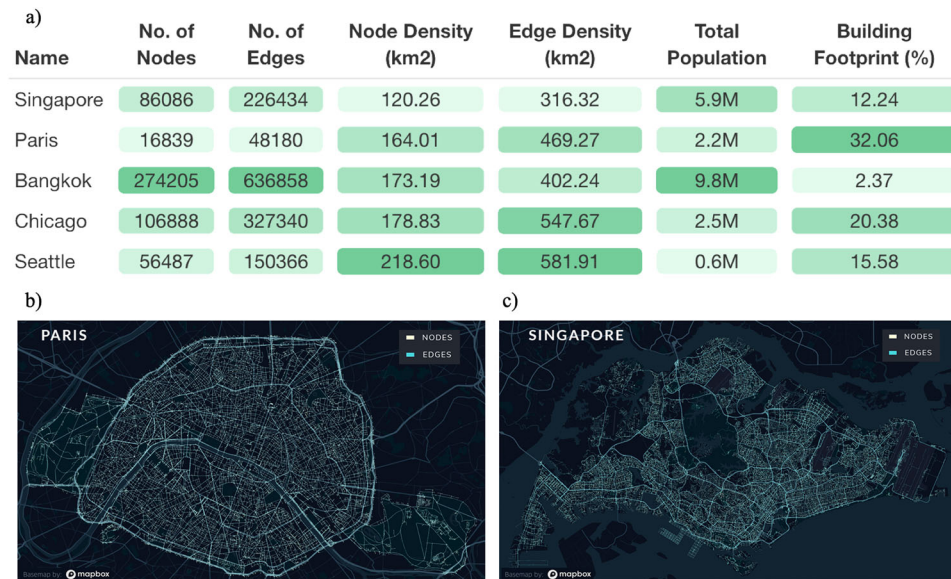 a)
No. of No. of Node Density Edge Density Total Building
Name Nodes Edges (km2) (km2) Population Footprint (%)
Singapore 86086 226434 120.26 316.32 5.9M 12.24
Paris 16839 48180 164.01 469.27 2.2M 32.06
Bangkok 274205 636858 173.19 402.24 9.8M 2.37
Chicago 106888 327340 178.83 547.67 2.5M 20.38
Seattle 56487 150366 218.60 581.91 0.6M 15.58
b)
PARIS
NODES
EDGES
Basemap by: mapbox
c)
SINGAPORE
NODES
EDGES
Basemap by: mapbox